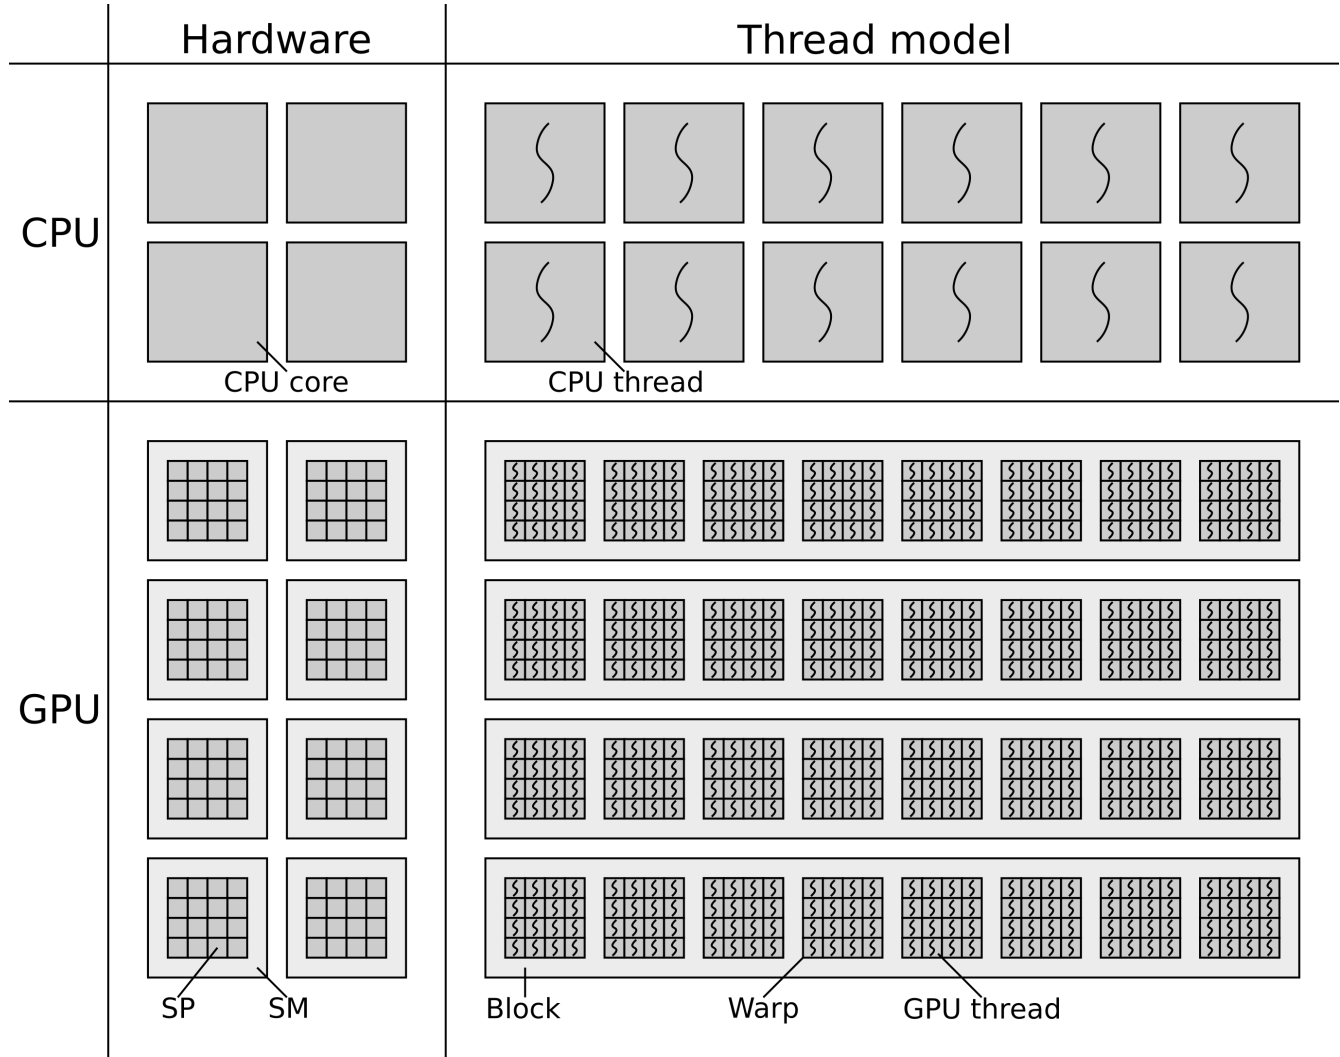 Hardware
Thread model
CPU
CPU core
CPU thread
GPU
SP
SM
Block
Warp
GPU thread